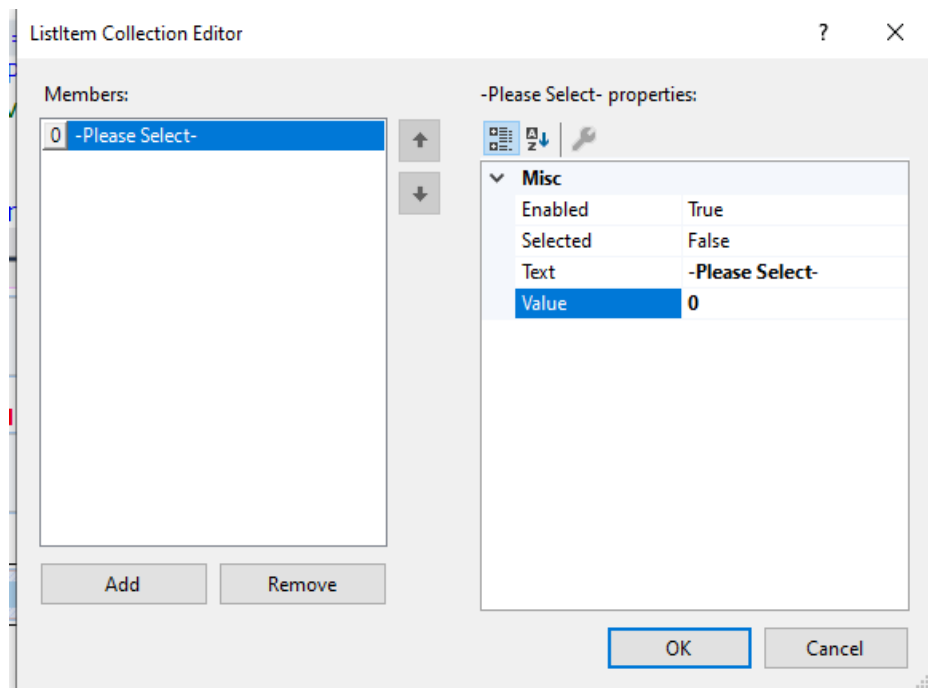 ListItem Collection Editor
?
Members:
0 -Please Select-
Add
Remove
-Please Select- properties:
Misc
Enabled True
Selected False
Text -Please Select-
Value 0
OK
Cancel